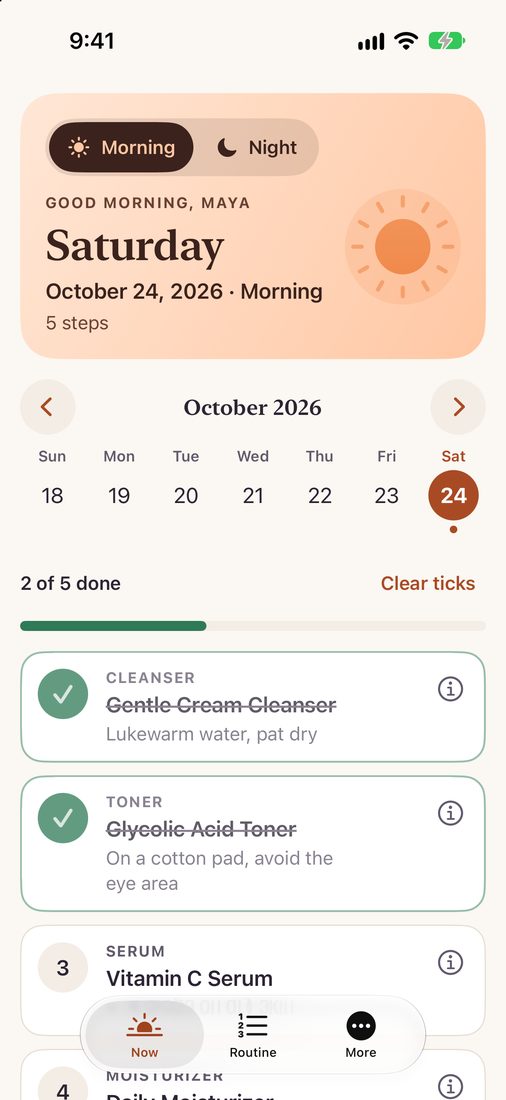 9:41
Morning
Night
GOOD MORNING, MAYA
Saturday
October 24, 2026 · Morning
5 steps
October 2026
Sun Mon Tue Wed Thu Fri Sat
18 19 20 21 22 23 24
2 of 5 done
Clear ticks
CLEANSER
Gentle Cream Cleanser
Lukewarm water, pat dry
TONER
Glycolic Acid Toner
On a cotton pad, avoid the
eye area
3
SERUM
Vitamin C Serum
Now
Routine
More
4
MOISTURIZER
Daily Moisturizer